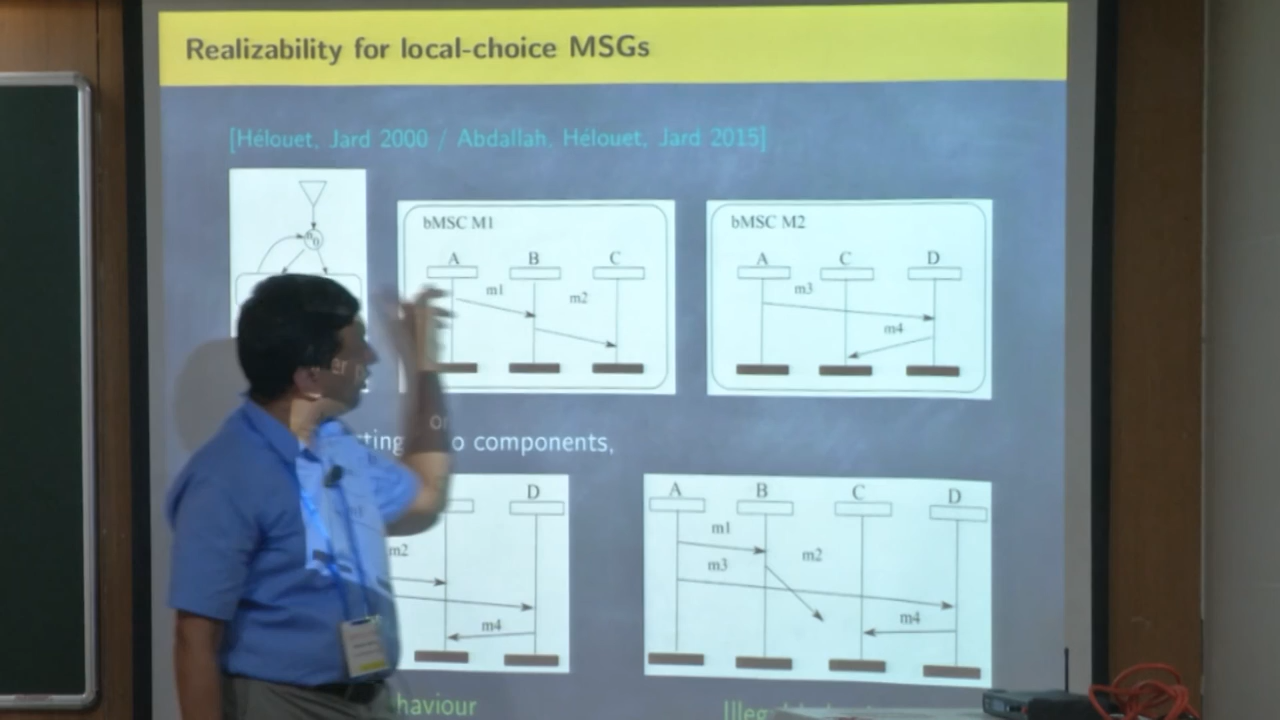 Realizability for local-choice MSGs
[Hélouet, Jard 2000 / Abdallah, Hélouet, Jard 2015]
n0
bMSC M1
A B C
m1 m2
bMSC M2
A C D
m3
m4
components,
D
m2
m4
A B C D
m1
m2
m3
m4